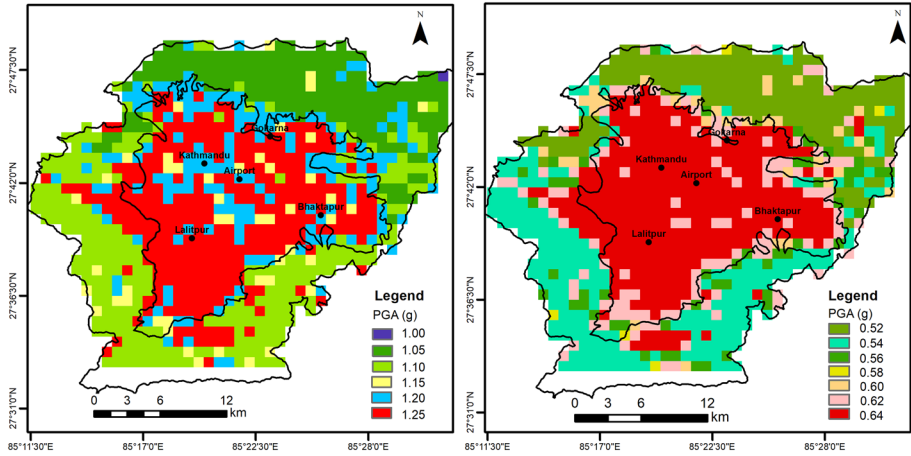 N
27°47'30"N
27°42'0"N
27°36'30"N
27°31'0"N
Gokarna
Kathmandu
Airport
Bhaktapur
Lalitpur
Legend
PGA (g)
1.00
1.05
1.10
1.15
1.20
1.25
0 3 6 12
km
85°11'30"E 85°17'0"E 85°22'30"E 85°28'0"E
N
27°47'30"N
27°42'0"N
27°36'30"N
27°31'0"N
Gokarna
Kathmandu
Airport
Bhaktapur
Lalitpur
Legend
PGA (g)
0.52
0.54
0.56
0.58
0.60
0.62
0.64
0 3 6 12
km
85°11'30"E 85°17'0"E 85°22'30"E 85°28'0"E